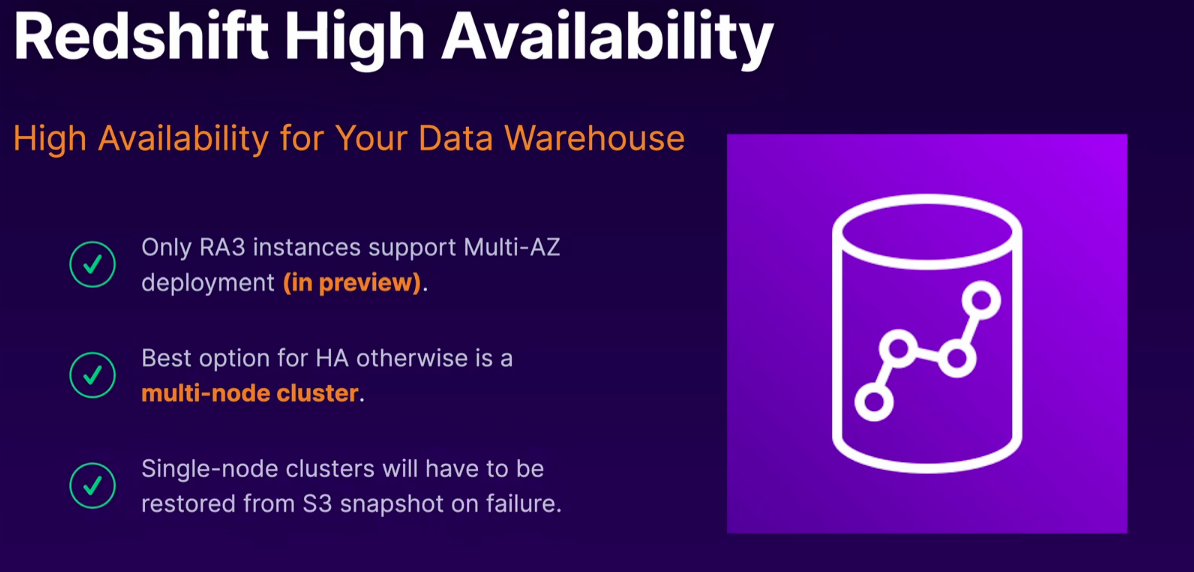 Redshift High Availability
High Availability for Your Data Warehouse
Only RA3 instances support Multi-AZ
deployment (in preview).
Best option for HA otherwise is a
multi-node cluster.
Single-node clusters will have to be
restored from S3 snapshot on failure.